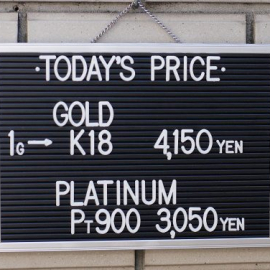 ·TODAY'S PRICE·
GOLD
1G→ K18 4,150 YEN
PLATINUM
PT900 3,050 YEN